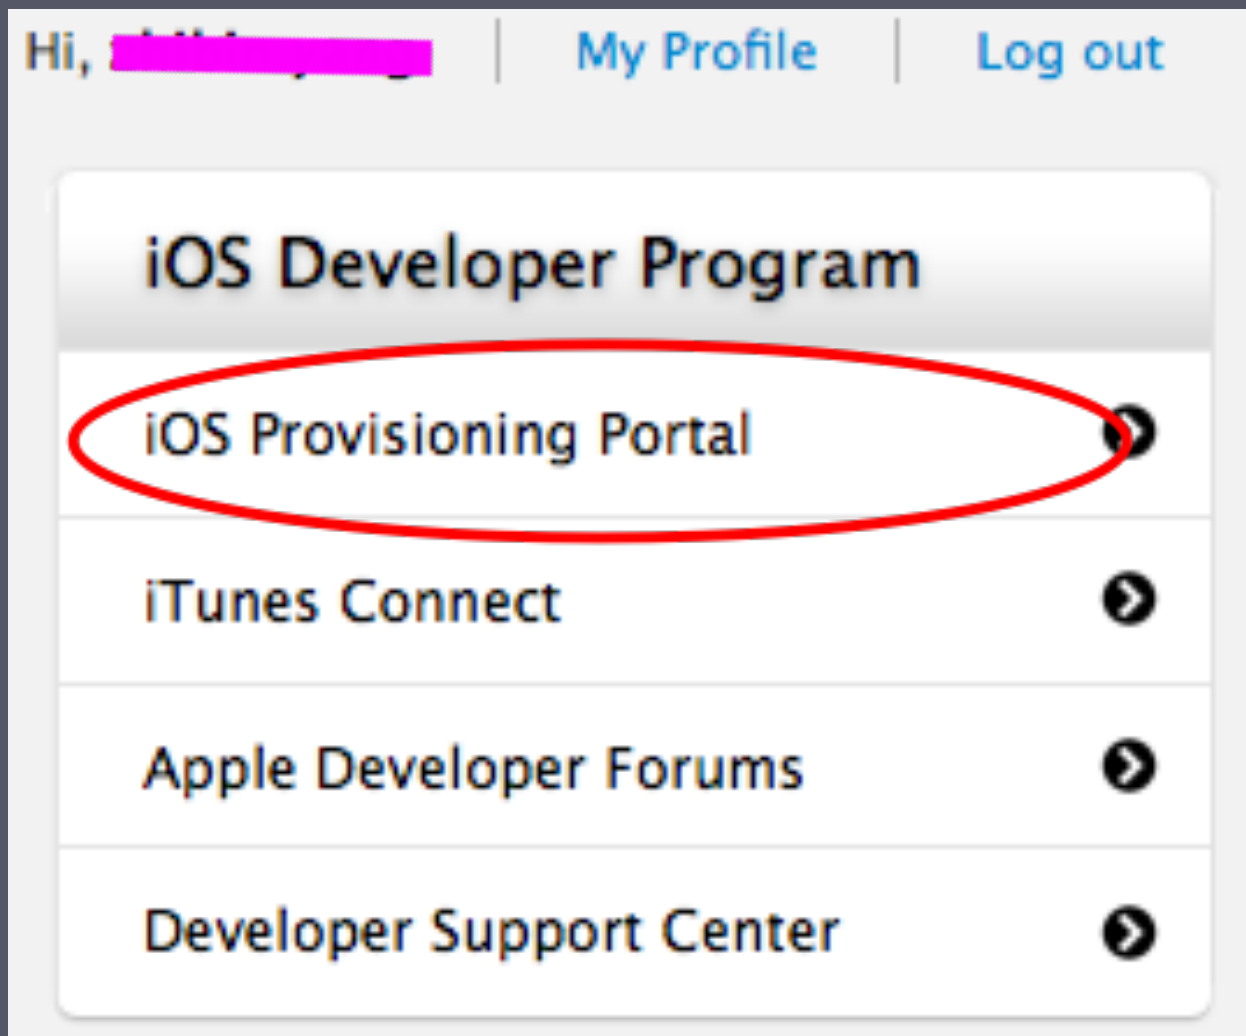 Hi, | My Profile | Log out
iOS Developer Program
iOS Provisioning Portal
iTunes Connect
Apple Developer Forums
Developer Support Center